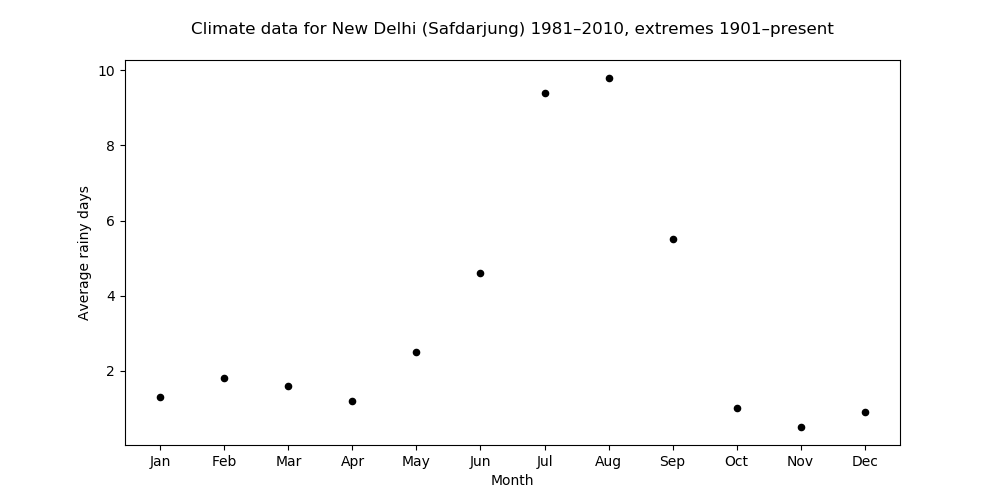 Climate data for New Delhi (Safdarjung) 1981–2010, extremes 1901–present
10
8
6
4
2
Average rainy days
Jan Feb Mar Apr May Jun Jul Aug Sep Oct Nov Dec
Month